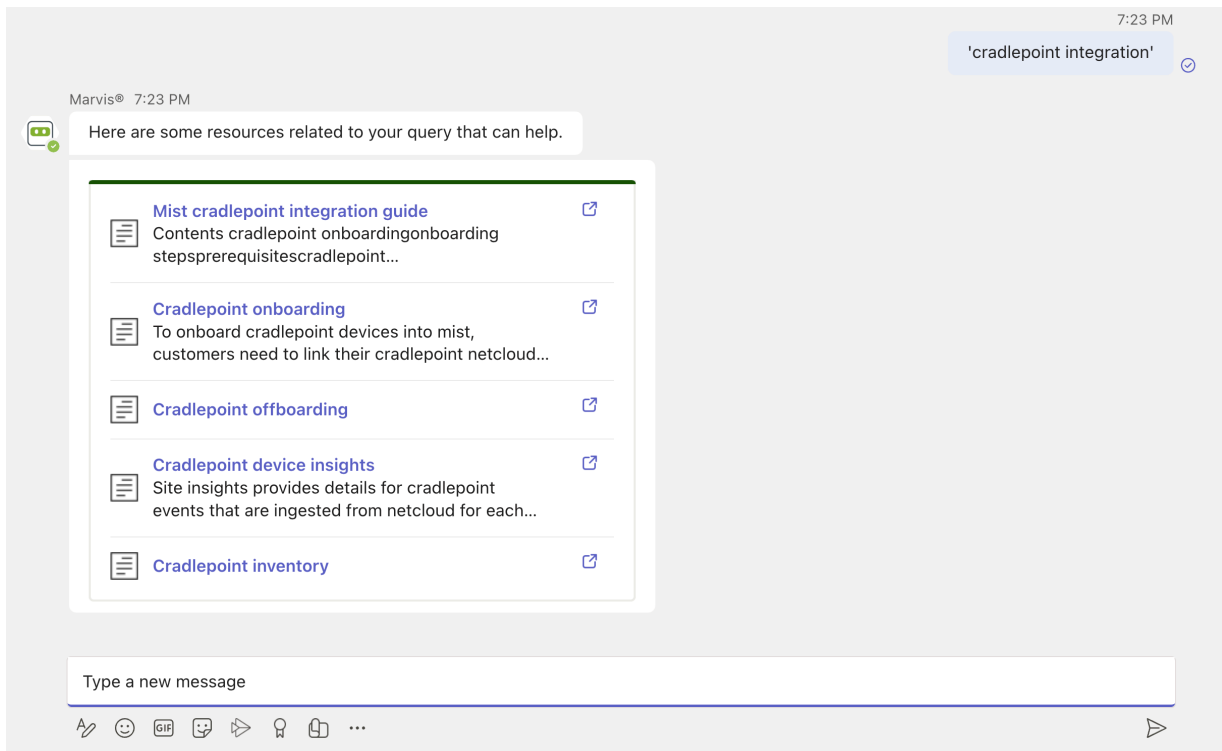 7:23 PM
'cradlepoint integration'
Marvis® 7:23 PM
Here are some resources related to your query that can help.
Mist cradlepoint integration guide
Contents cradlepoint onboardingonboarding
stepsprerequisitescradlepoint...
Cradlepoint onboarding
To onboard cradlepoint devices into mist,
customers need to link their cradlepoint netcloud...
Cradlepoint offboarding
Cradlepoint device insights
Site insights provides details for cradlepoint
events that are ingested from netcloud for each...
Cradlepoint inventory
Type a new message
GIF